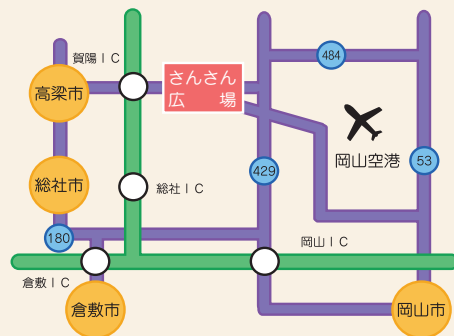 賀陽IC
484
さんさん
広場
高梁市
岡山空港
53
429
総社市
総社IC
180
岡山IC
倉敷IC
倉敷市
岡山市